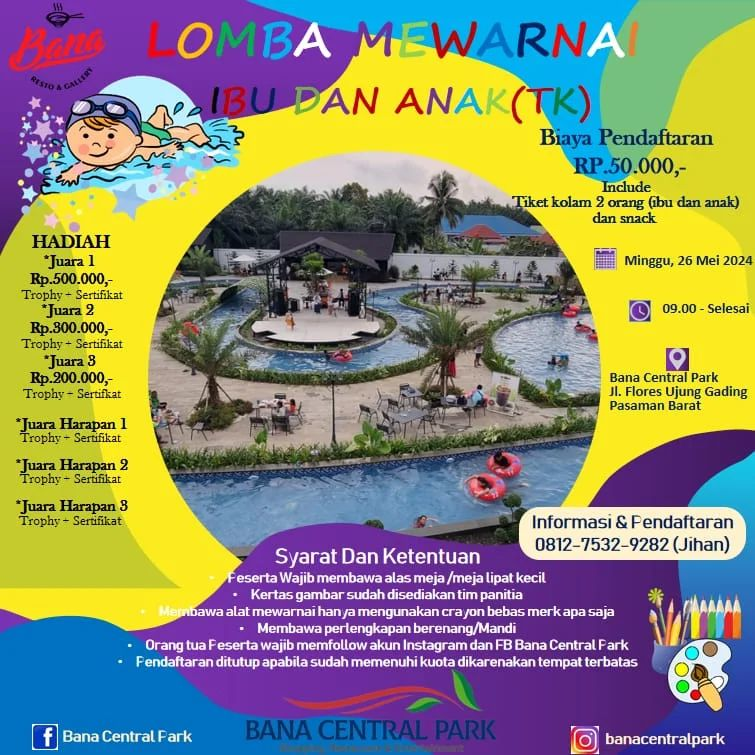 Bana
RESTO & GALLERY
LOMBA MEWARNAI
IBU DAN ANAK(TK)
Biaya Pendaftaran
RP.50.000,-
Include
Tiket kolam 2 orang (ibu dan anak)
dan snack
Minggu, 26 Mei 2024
09.00 - Selesai
Bana Central Park
Jl. Flores Ujung Gading
Pasaman Barat
HADIAH
*Juara 1
Rp.500.000,-
Trophy + Sertifikat
*Juara 2
Rp.300.000,-
Trophy + Sertifikat
*Juara 3
Rp.200.000,-
Trophy + Sertifkat
*Juara Harapan 1
Trophy + Sertifikat
*Juara Harapan 2
Trophy + Sertifikat
*Juara Harapan 3
Trophy + Sertifikat
Informasi & Pendaftaran
0812-7532-9282 (Jihan)
Syarat Dan Ketentuan
• Peserta Wajib membawa alas meja /meja lipat kecil
• Kertas gambar sudah disediakan tim panitia
• Membawa alat mewarnai hanya mengunakan crayon bebas merk apa saja
• Membawa perlengkapan berenang/Mandi
• Orang tua Peserta wajib memfollow akun Instagram dan FB Bana Central Park
• Pendaftaran ditutup apabila sudah memenuhi kuota dikarenakan tempat terbatas
Bana Central Park
BANA CENTRAL PARK
Shopping, Restaurant & Entertainment
banacentralpark